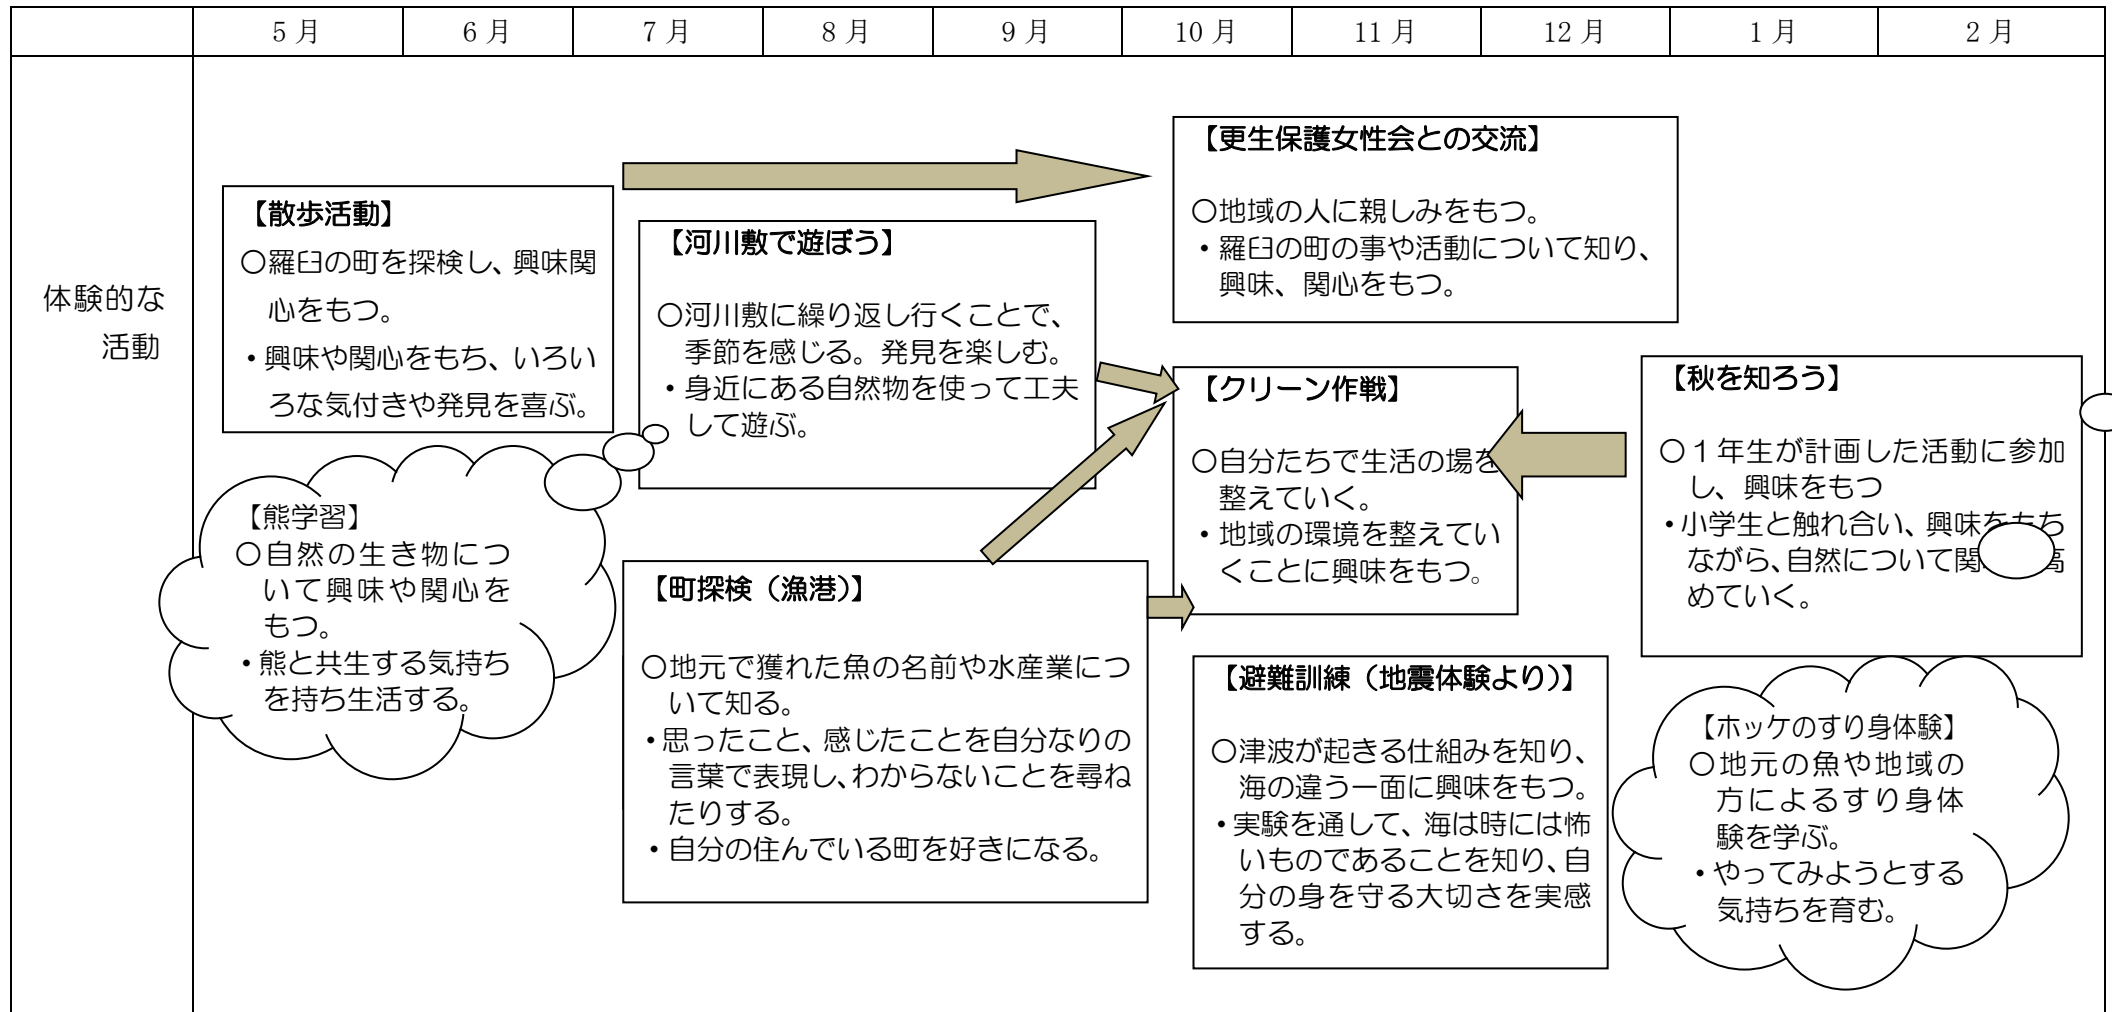 5月 6月 7月 8月 9月 10月 11月 12月 1月 2月
体験的な
活動
【散歩活動】
〇羅臼の町を探検し、興味関
心をもつ。
・興味や関心をもち、いろい
ろな気付きや発見を喜ぶ。
【熊学習】
〇自然の生き物につ
いて興味や関心を
もつ。
・熊と共生する気持ち
を持ち生活する。
【河川敷で遊ぼう】
〇河川敷に繰り返し行くことで、
季節を感じる。発見を楽しむ。
・身近にある自然物を使って工夫
して遊ぶ。
【町探検（漁港）】
〇地元で獲れた魚の名前や水産業につ
いて知る。
・思ったこと、感じたことを自分なりの
言葉で表現し、わからないことを尋ね
たりする。
・自分の住んでいる町を好きになる。
【更生保護女性会との交流】
〇地域の人に親しみをもつ。
・羅臼の町の事や活動について知り、
興味、関心をもつ。
【クリーン作戦】
〇自分たちで生活の場を
整えていく。
・地域の環境を整えてい
くことに興味をもつ。
【避難訓練（地震体験より）】
〇津波が起きる仕組みを知り、
海の違う一面に興味をもつ。
・実験を通して、海は時には怖
いものであることを知り、自
分の身を守る大切さを実感
する。
【秋を知ろう】
〇１年生が計画した活動に参加
し、興味をもつ
・小学生と触れ合い、興味をもち
ながら、自然について関 高
めていく。
【ホッケのすり身体験】
〇地元の魚や地域の
方によるすり身体
験を学ぶ。
・やってみようとする
気持ちを育む。